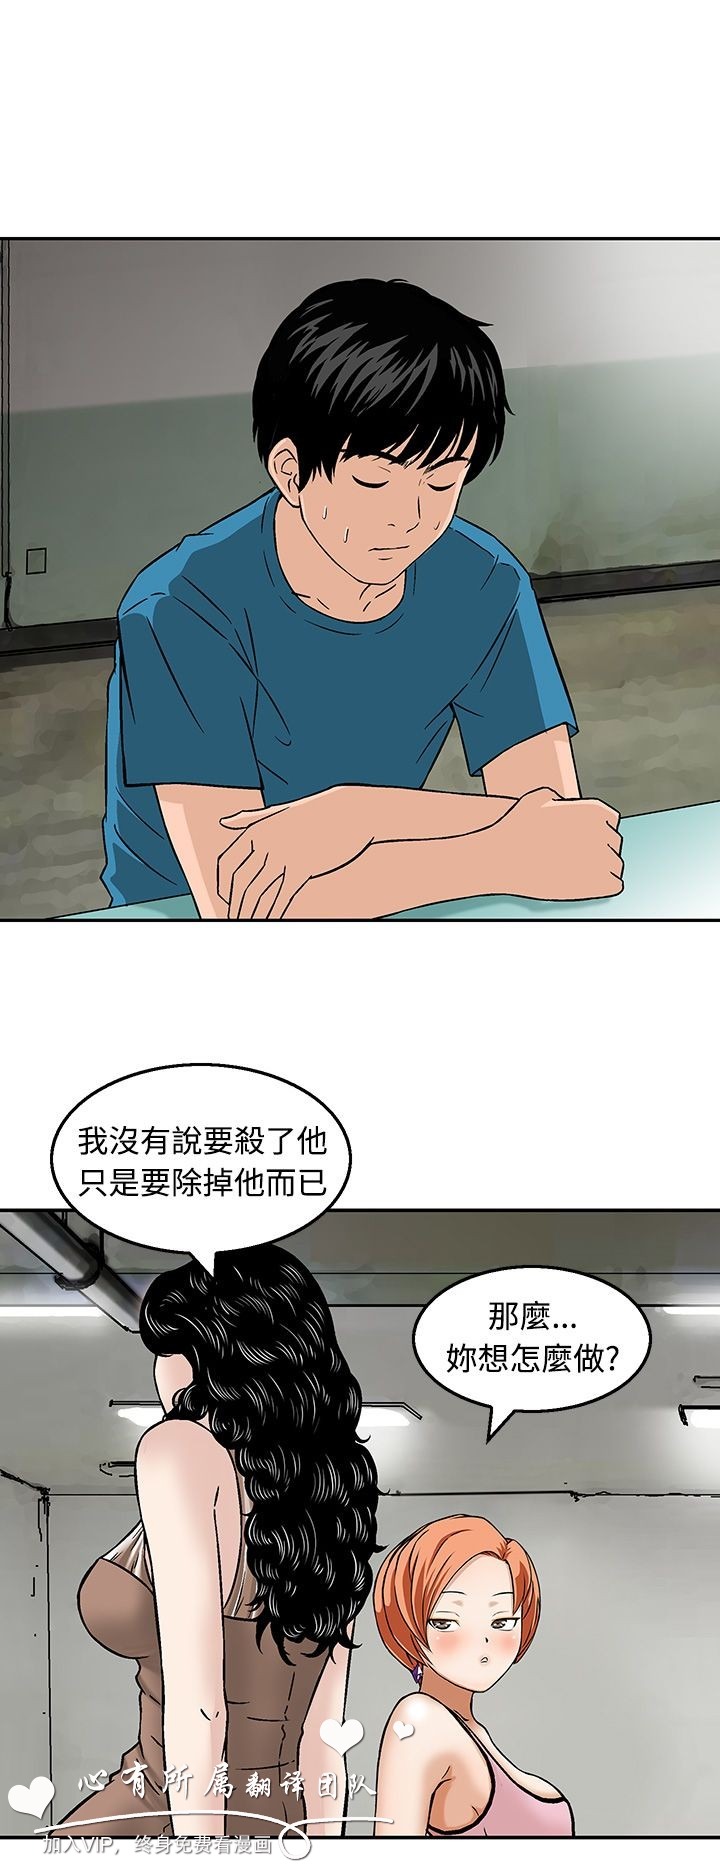 我沒有說要殺了他
只是要除掉他而已
那麼...
妳想怎麼做?
心有所属翻译团队
加入VIP，终身免费看漫画